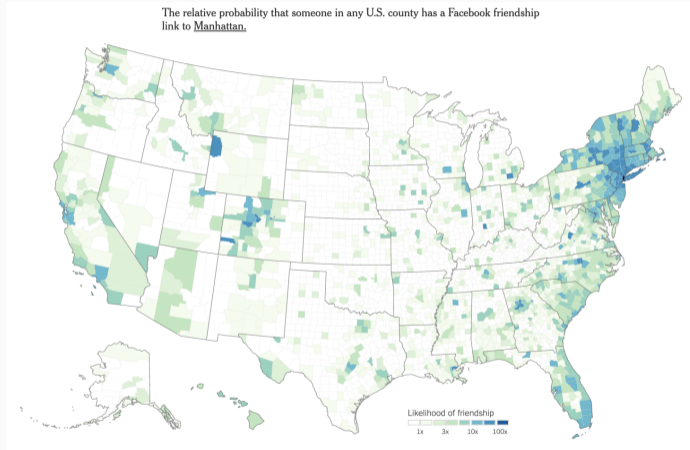 The relative probability that someone in any U.S. county has a Facebook friendship
link to Manhattan.
Likelihood of friendship
1x 3x 10x 100x